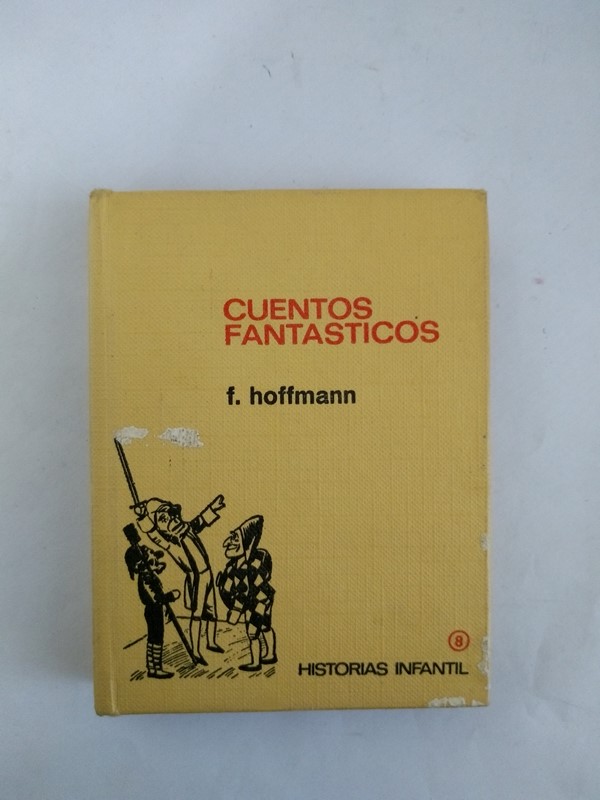 CUENTOS
FANTASTICOS
f. hoffmann
8
HISTORIAS INFANTIL